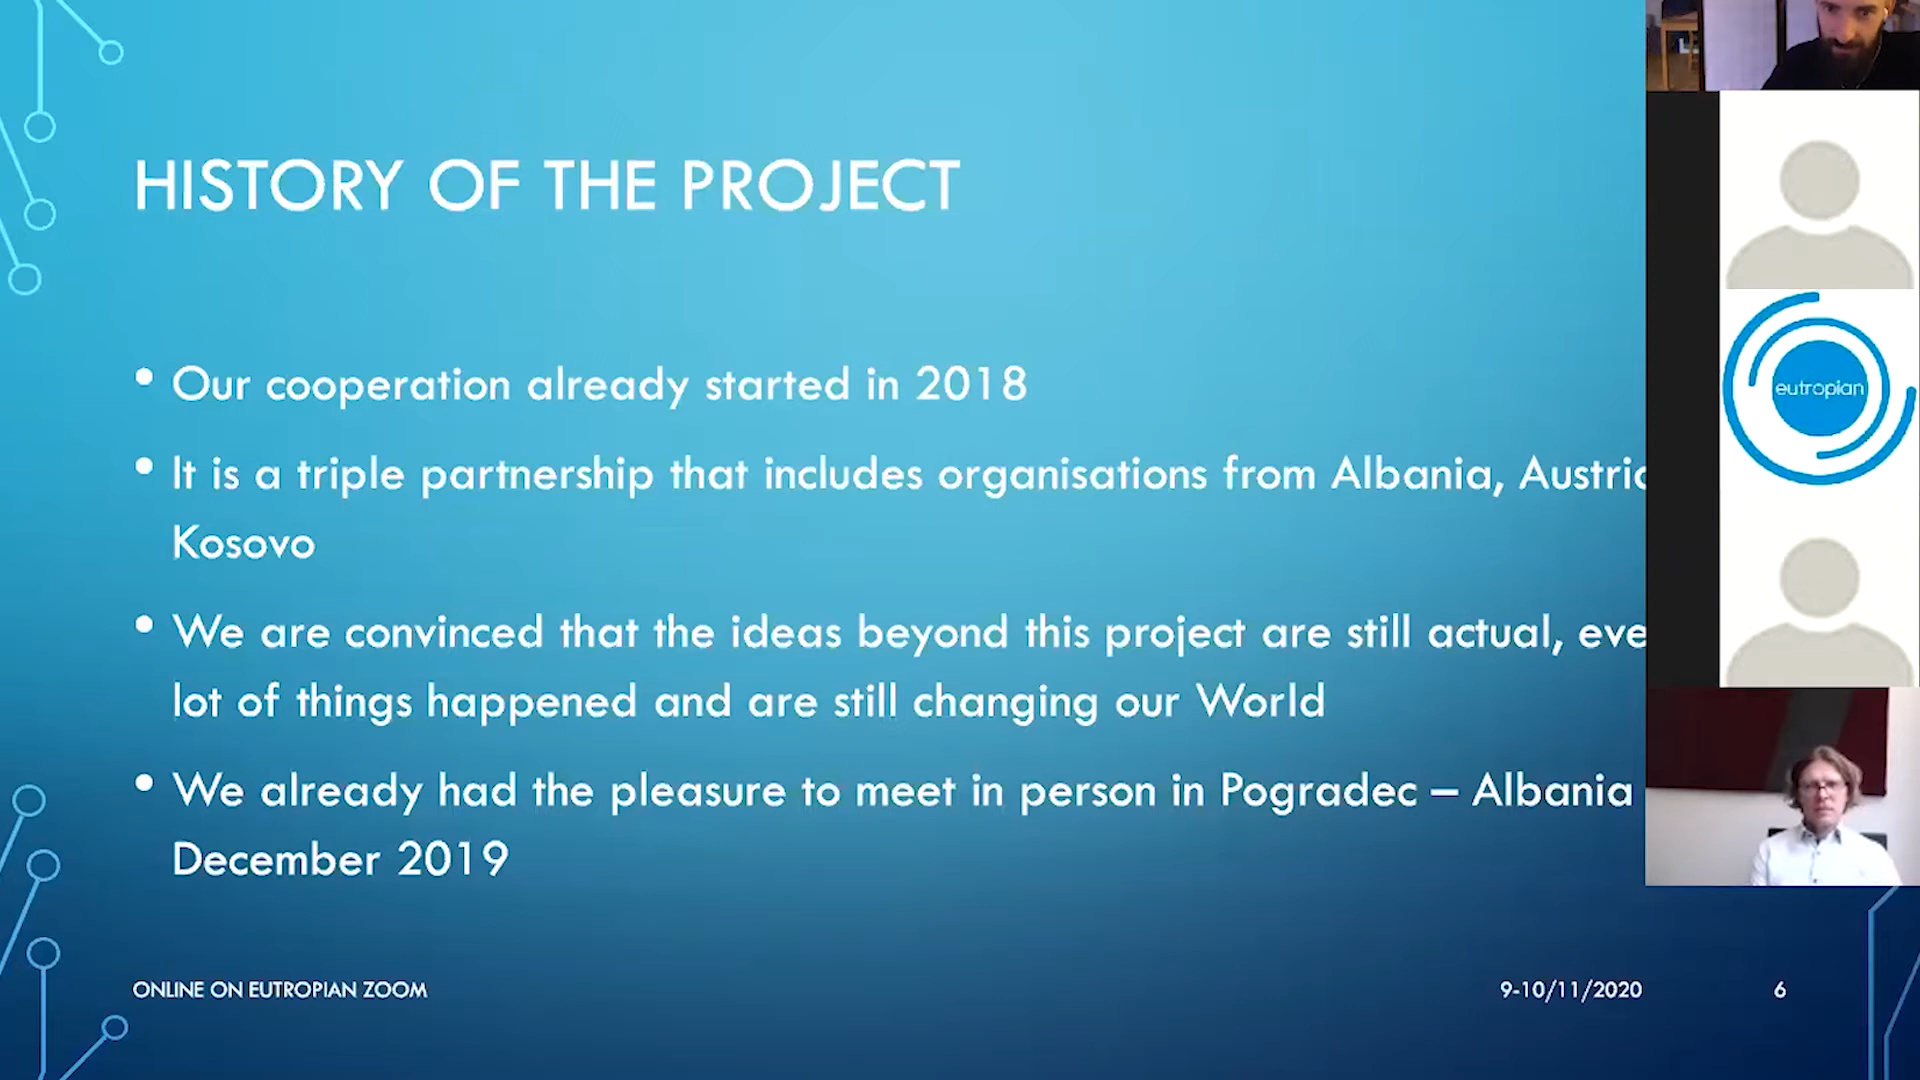 HISTORY OF THE PROJECT
• Our cooperation already started in 2018
• It is a triple partnership that includes organisations from Albania,
Kosovo
• We are convinced that the ideas beyond this project are still actual,
lot of things happened and are still changing our World
• We already had the pleasure to meet in person in Pogradec – Albania
December 2019
ONLINE ON EUTROPIAN ZOOM
9-10/11/2020
6
eutropian